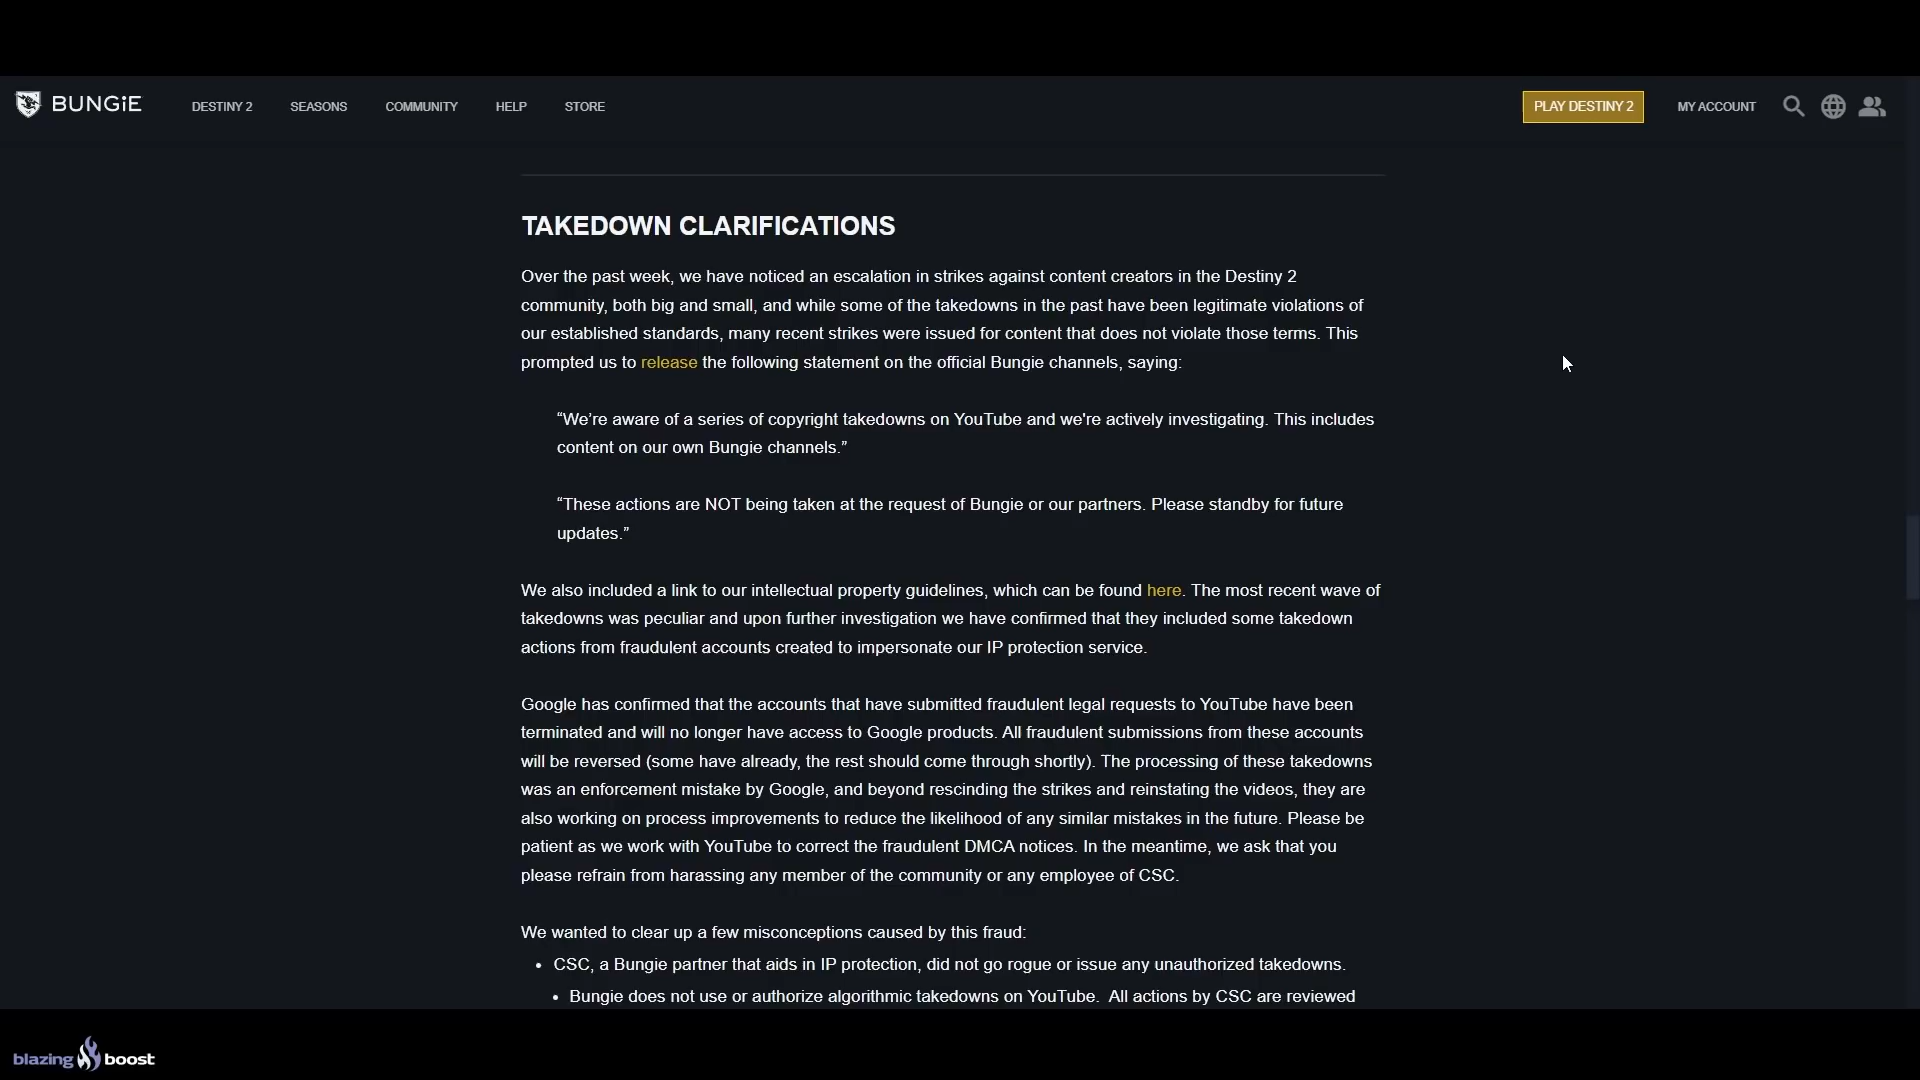 BUNGiE DESTINY 2 SEASONS COMMUNITY HELP STORE PLAY DESTINY 2 MY ACCOUNT
TAKEDOWN CLARIFICATIONS
Over the past week, we have noticed an escalation in strikes against content creators in the Destiny 2
community, both big and small, and while some of the takedowns in the past have been legitimate violations of
our established standards, many recent strikes were issued for content that does not violate those terms. This
prompted us to release the following statement on the official Bungie channels, saying:
“We’re aware of a series of copyright takedowns on YouTube and we're actively investigating. This includes
content on our own Bungie channels.”
“These actions are NOT being taken at the request of Bungie or our partners. Please standby for future
updates.”
We also included a link to our intellectual property guidelines, which can be found here. The most recent wave of
takedowns was peculiar and upon further investigation we have confirmed that they included some takedown
actions from fraudulent accounts created to impersonate our IP protection service.
Google has confirmed that the accounts that have submitted fraudulent legal requests to YouTube have been
terminated and will no longer have access to Google products. All fraudulent submissions from these accounts
will be reversed (some have already, the rest should come through shortly). The processing of these takedowns
was an enforcement mistake by Google, and beyond rescinding the strikes and reinstating the videos, they are
also working on process improvements to reduce the likelihood of any similar mistakes in the future. Please be
patient as we work with YouTube to correct the fraudulent DMCA notices. In the meantime, we ask that you
please refrain from harassing any member of the community or any employee of CSC.
We wanted to clear up a few misconceptions caused by this fraud:
• CSC, a Bungie partner that aids in IP protection, did not go rogue or issue any unauthorized takedowns.
• Bungie does not use or authorize algorithmic takedowns on YouTube.  All actions by CSC are reviewed
blazing boost